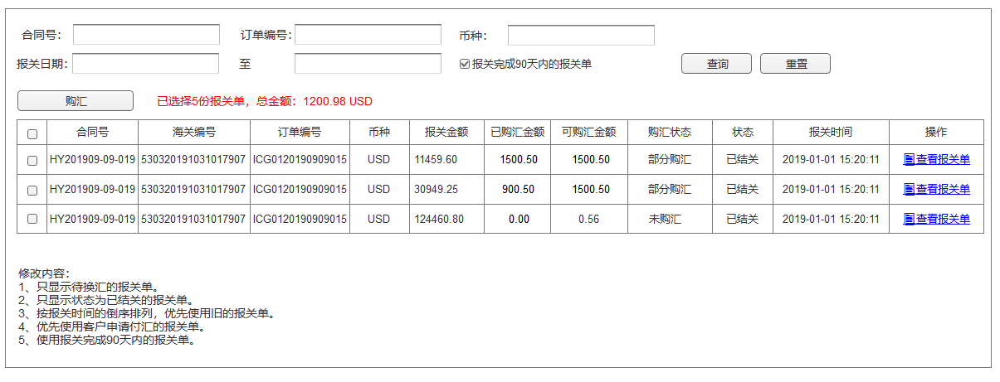 合同号： 订单编号： 币种：
报关日期： 至 报关完成90天内的报关单 查询 重置
购汇 已选择5份报关单，总金额：1200.98 USD
合同号 海关编号 订单编号 币种 报关金额 已购汇金额 可购汇金额 购汇状态 状态 报关时间 操作
HY201909-09-019 530320191031017907 ICG0120190909015 USD 11459.60 1500.50 1500.50 部分购汇 已结关 2019-01-01 15:20:11 查看报关单
HY201909-09-019 530320191031017907 ICG0120190909015 USD 30949.25 900.50 1500.50 部分购汇 已结关 2019-01-01 15:20:11 查看报关单
HY201909-09-019 530320191031017907 ICG0120190909015 USD 124460.80 0.00 0.56 未购汇 已结关 2019-01-01 15:20:11 查看报关单
修改内容：
1、只显示待换汇的报关单。
2、只显示状态为已结关的报关单。
3、按报关时间的倒序排列，优先使用旧的报关单。
4、优先使用客户申请付汇的报关单。
5、使用报关完成90天内的报关单。